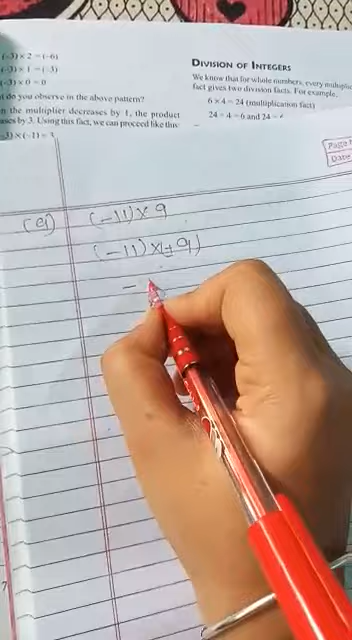 (-3) × 2 = (-6)
(-3) × 1 = (-3)
(-3) × 0 = 0
do you observe in the above pattern?
the multiplier decreases by 1, the product
by 3. Using this fact, we can proceed like this
× (-1) = 3
DIVISION OF INTEGERS
We know that for whole numbers, every
fact gives two division facts. For example,
6 × 4 = 24 (multiplication fact)
24 ÷ 4 = 6 and 24 ÷
Page
Date
(e) (-11) × 9
(-11) × (+9)
-